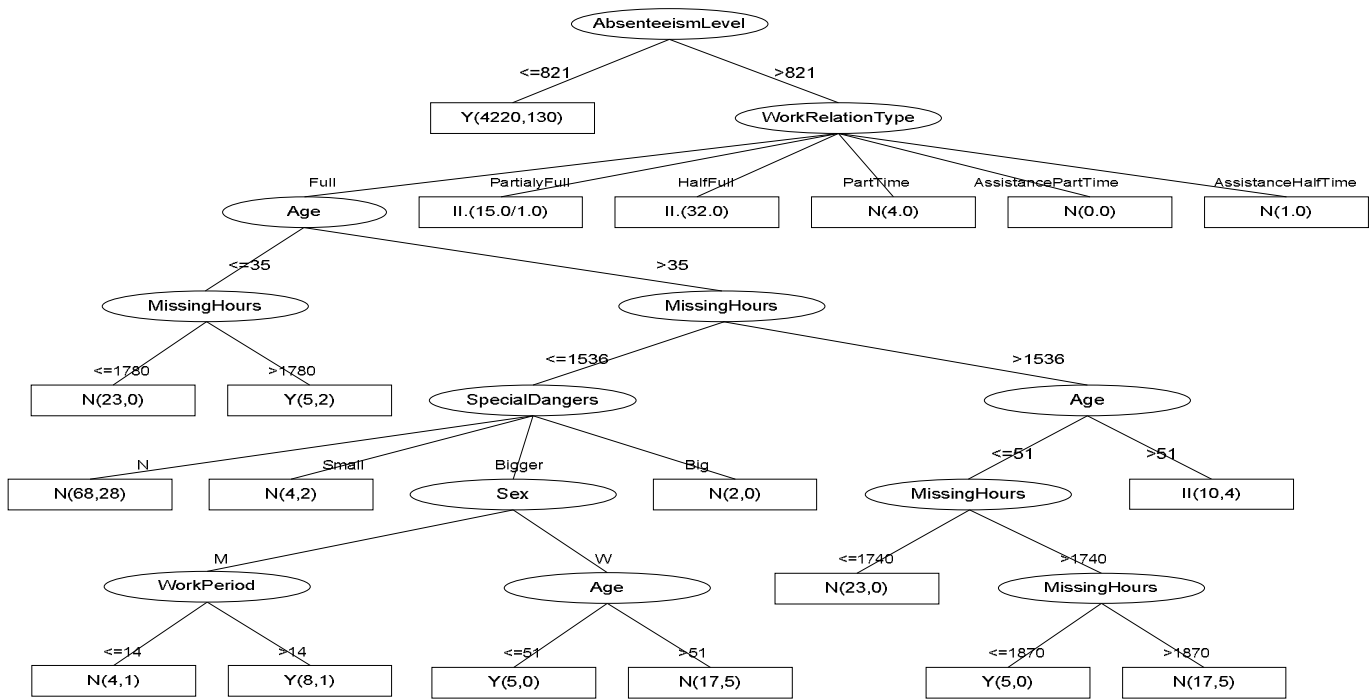 AbsenteeismLevel
<=821 >821
Y(4220,130) WorkRelationType
Full PartialyFull HalfFull PartTime AssistancePartTime AssistanceHalfTime
Age II.(15.0/1.0) II.(32.0) N(4.0) N(0.0) N(1.0)
<=35 >35
MissingHours MissingHours
<=1536 >1536
<=1780 >1780
N(23,0) Y(5,2) SpecialDangers Age
N Small Bigger Big <=51 >51
N(68,28) N(4,2) Sex N(2,0) MissingHours II(10,4)
M W <=1740 >1740
WorkPeriod Age N(23,0) MissingHours
<=14 >14 <=51 >51 <=1870 >1870
N(4,1) Y(8,1) Y(5,0) N(17,5) Y(5,0) N(17,5)